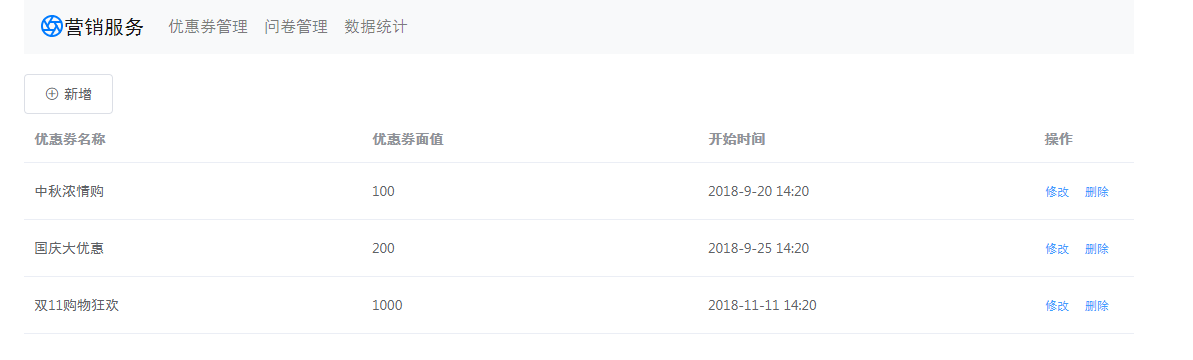 营销服务 优惠券管理 问卷管理 数据统计
新增
优惠券名称 优惠券面值 开始时间 操作
中秋浓情购 100 2018-9-20 14:20 修改 删除
国庆大优惠 200 2018-9-25 14:20 修改 删除
双11购物狂欢 1000 2018-11-11 14:20 修改 删除